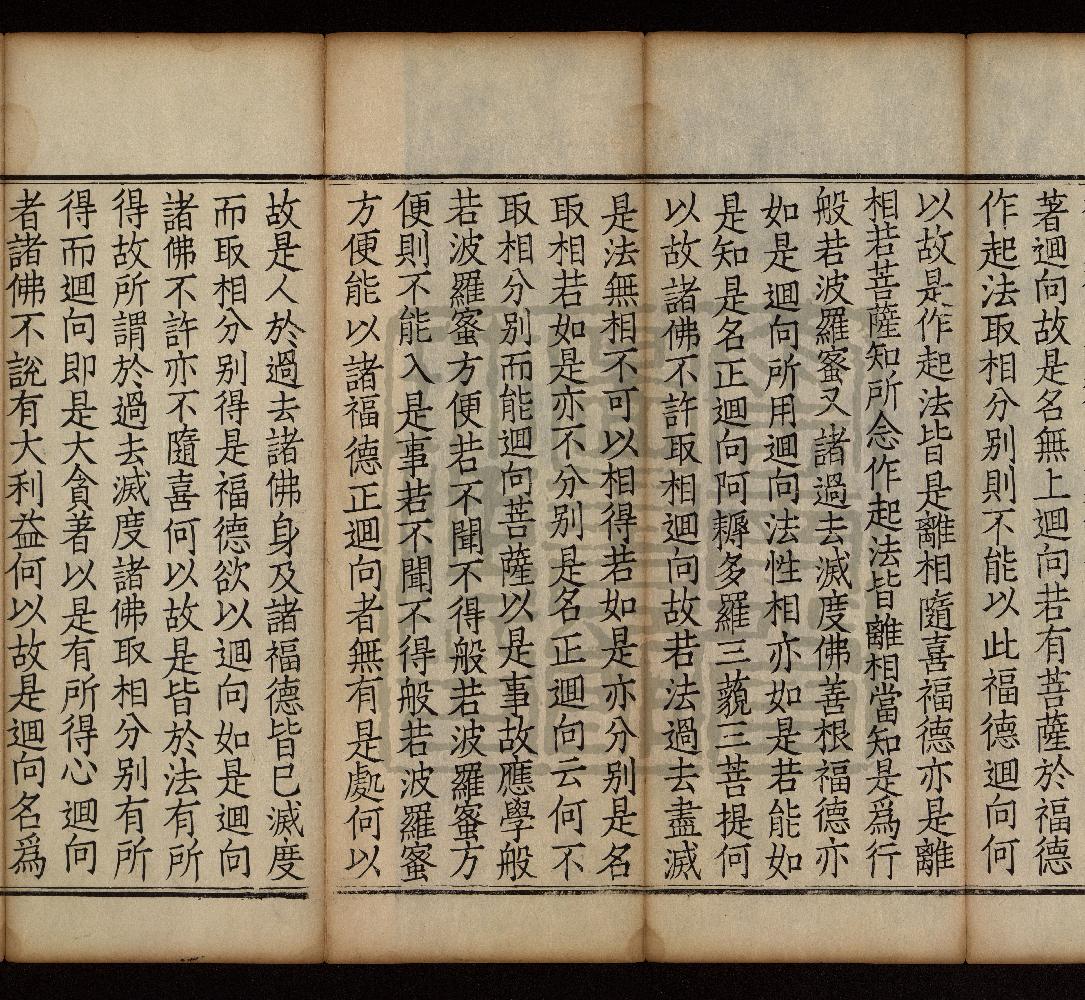 著迴向故是名無上迴向若有菩薩於福德
作起法取相分别則不能以此福德迴向何
以故是作起法皆是離相隨喜福德亦是離
相若菩薩知所念作起法皆離相當知是爲行
般若波羅蜜又諸過去滅度佛善根福德亦
如是迴向所用迴向法性相亦如是若能如
是知是名正迴向阿耨多羅三藐三菩提何
以故諸佛不許取相迴向故若法過去盡滅
是法無相不可以相得若如是亦分别是名
取相若如是亦不分别是名正迴向云何不
取相分别而能迴向菩薩以是事故應學般
若波羅蜜方便若不聞不得般若波羅蜜方
便則不能入是事若不聞不得般若波羅蜜
方便能以諸福德正迴向者無有是處何以
故是人於過去諸佛身及諸福德皆已滅度
而取相分别得是福德欲以迴向如是迴向
諸佛不許亦不隨喜何以故是皆於法有所
得故所謂於過去滅度諸佛取相分别有所
得而迴向即是大貪著以是有所得心迴向
者諸佛不說有大利益何以故是迴向名爲